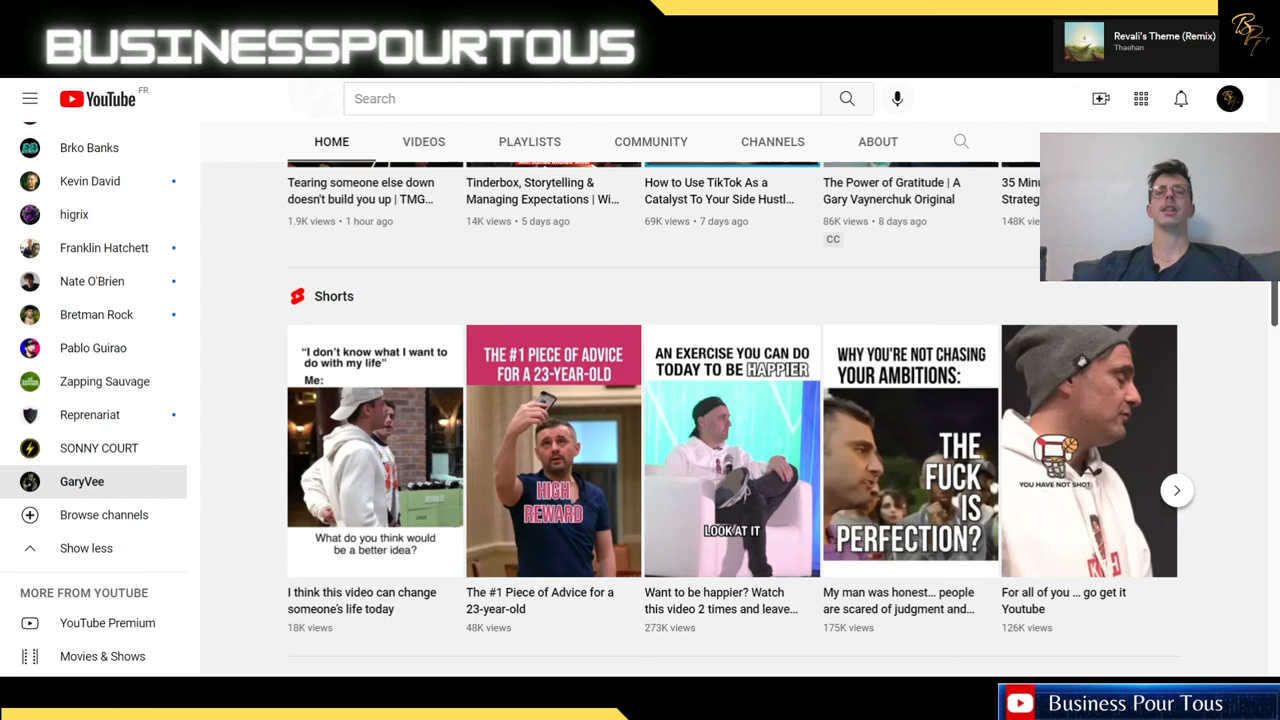 BUSINESSPOURTOUS
Revali's Theme (Remix)
Thaehan
YouTube FR
Search
Brko Banks
Kevin David
higrix
Franklin Hatchett
Nate O'Brien
Bretman Rock
Pablo Guirao
Zapping Sauvage
Reprenariat
SONNY COURT
GaryVee
Browse channels
Show less
MORE FROM YOUTUBE
YouTube Premium
Movies & Shows
HOME
VIDEOS
PLAYLISTS
COMMUNITY
CHANNELS
ABOUT
Tearing someone else down
doesn't build you up | TMG…
1.9K views • 1 hour ago
Tinderbox, Storytelling &
Managing Expectations | Wi…
14K views • 5 days ago
How to Use TikTok As a
Catalyst To Your Side Hustl…
69K views • 7 days ago
The Power of Gratitude | A
Gary Vaynerchuk Original
86K views • 8 days ago
CC
35 Minu
Strateg
148K vie
Shorts
"I don't know what I want to
do with my life"
Me:
What do you think would
be a better idea?
I think this video can change
someone's life today
18K views
THE #1 PIECE OF ADVICE
FOR A 23-YEAR-OLD
HIGH
REWARD
The #1 Piece of Advice for a
23-year-old
48K views
AN EXERCISE YOU CAN DO
TODAY TO BE HAPPIER
LOOK AT IT
Want to be happier? Watch
this video 2 times and leave…
273K views
WHY YOU'RE NOT CHASING
YOUR AMBITIONS:
THE
FUCK
IS
PERFECTION?
My man was honest… people
are scared of judgment and…
175K views
YOU HAVE NOT SHOT
For all of you … go get it
Youtube
126K views
Business Pour Tous